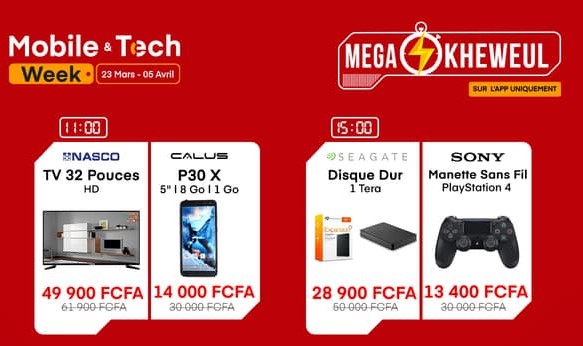 Mobile & Tech
Week
23 Mars - 05 Avril
MEGA KHEWEUL
SUR L'APP UNIQUEMENT
11:00
NASCO
TV 32 Pouces
HD
49 900 FCFA
61 900 FCFA
CALUS
P30 X
5" | 8 Go | 1 Go
14 000 FCFA
30 000 FCFA
15:00
SEAGATE
Disque Dur
1 Tera
Expansion
28 900 FCFA
50 000 FCFA
SONY
Manette Sans Fil
PlayStation 4
13 400 FCFA
30 000 FCFA